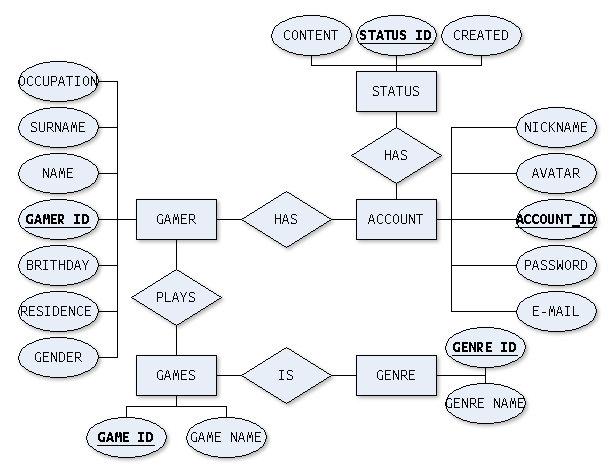 CONTENT
STATUS ID
CREATED
OCCUPATION
STATUS
SURNAME
NICKNAME
HAS
NAME
AVATAR
GAMER ID
GAMER
HAS
ACCOUNT
ACCOUNT_ID
BRITHDAY
PASSWORD
PLAYS
RESIDENCE
E-MAIL
GENDER
GAMES
IS
GENRE
GENRE ID
GENRE NAME
GAME ID
GAME NAME